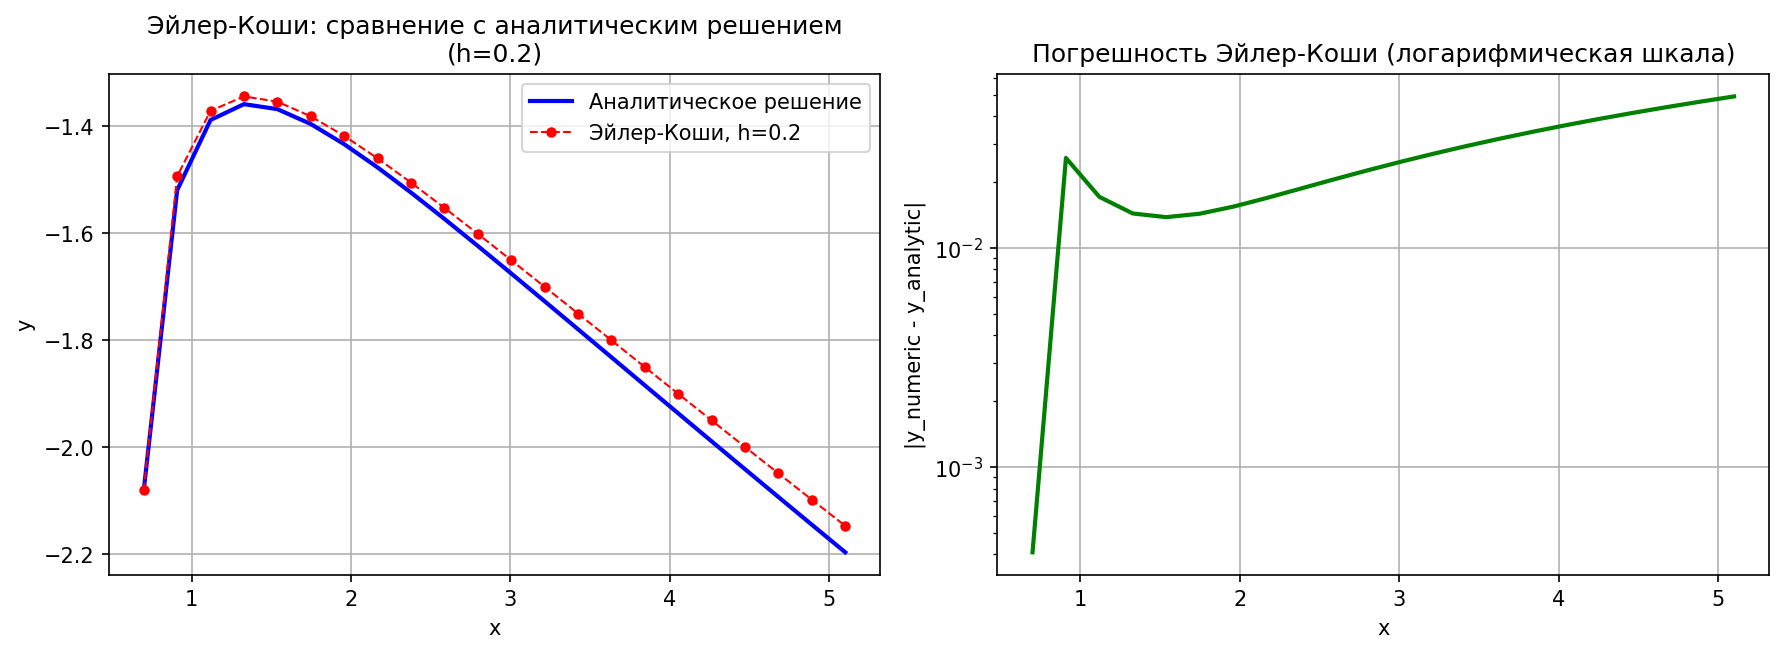 Эйлер-Коши: сравнение с аналитическим решением
(h=0.2)
Аналитическое решение
Эйлер-Коши, h=0.2
y
−1.4
−1.6
−1.8
−2.0
−2.2
1
2
3
4
5
x
Погрешность Эйлер-Коши (логарифмическая шкала)
|y_numeric - y_analytic|
10⁻²
10⁻³
1
2
3
4
5
x